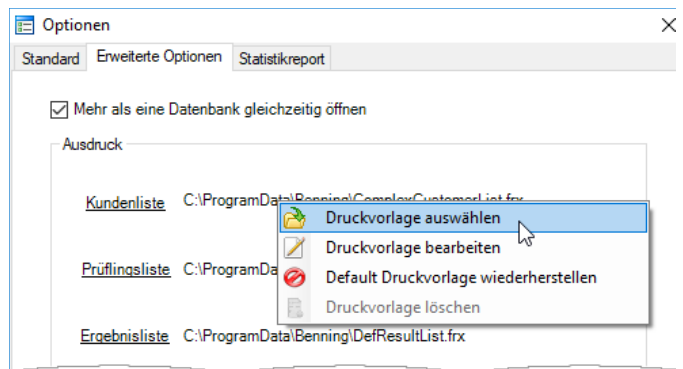 Optionen
Standard Erweiterte Optionen Statistikreport
Mehr als eine Datenbank gleichzeitig öffnen
Ausdruck
Kundenliste C:\ProgramData\Benning\ComplexCustomerList.frx
Druckvorlage auswählen
Druckvorlage bearbeiten
Prüflingsliste C:\ProgramDa
Default Druckvorlage wiederherstellen
Druckvorlage löschen
Ergebnisliste C:\ProgramData\Benning\DefResultList.frx